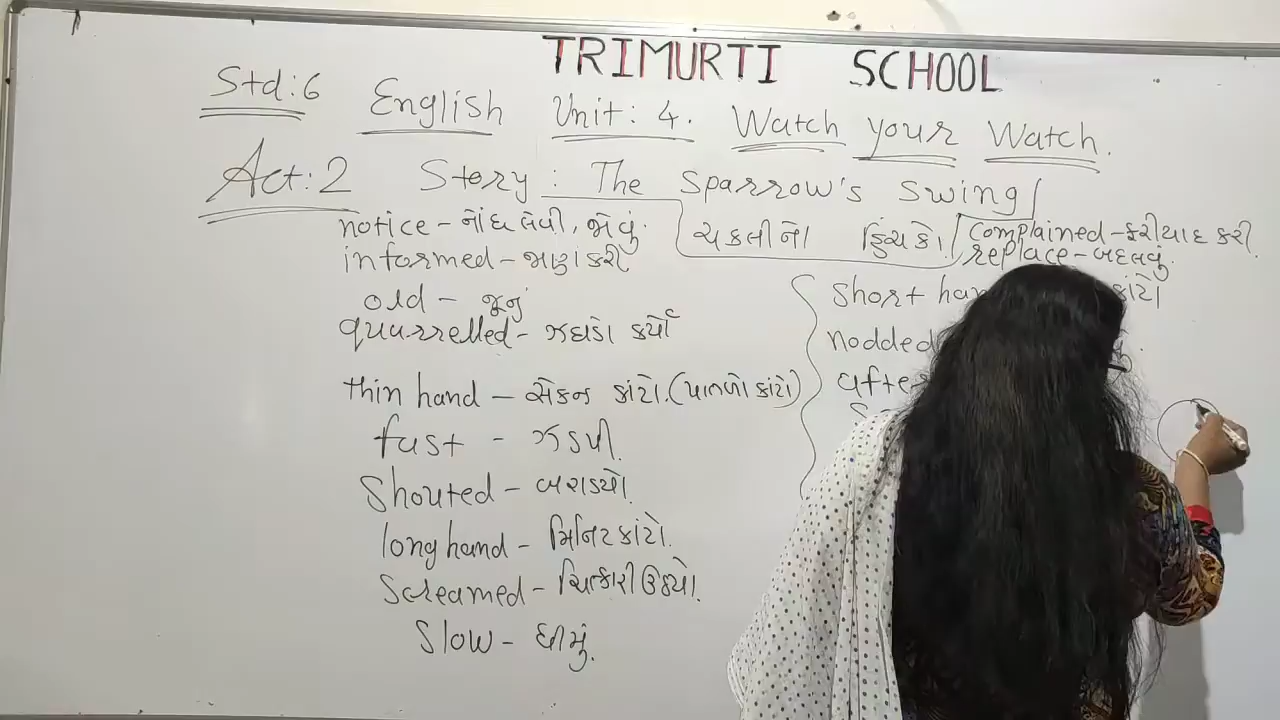 TRIMURTI SCHOOL
Std:6 English Unit: 4. Watch your Watch.
Act:2 Story: The Sparrow's Swing
ચકલીનો હિંચકો
notice - નોંધ લેવી, જોવું.
informed - જાણ કરી
old - જૂનું
quarrelled - ઝઘડો કર્યો
thin hand - સેકન્ડ કાંટો. (પાતળો કાંટો)
fast - ઝડપી.
Shouted - બરાડ્યો.
long hand - મિનિટ કાંટો.
Screamed - ચિત્કારી ઉઠ્યો.
Slow - ધીમું.
Complained - ફરીયાદ કરી.
replace - બદલવું.
Short કાંટો
nodded
after